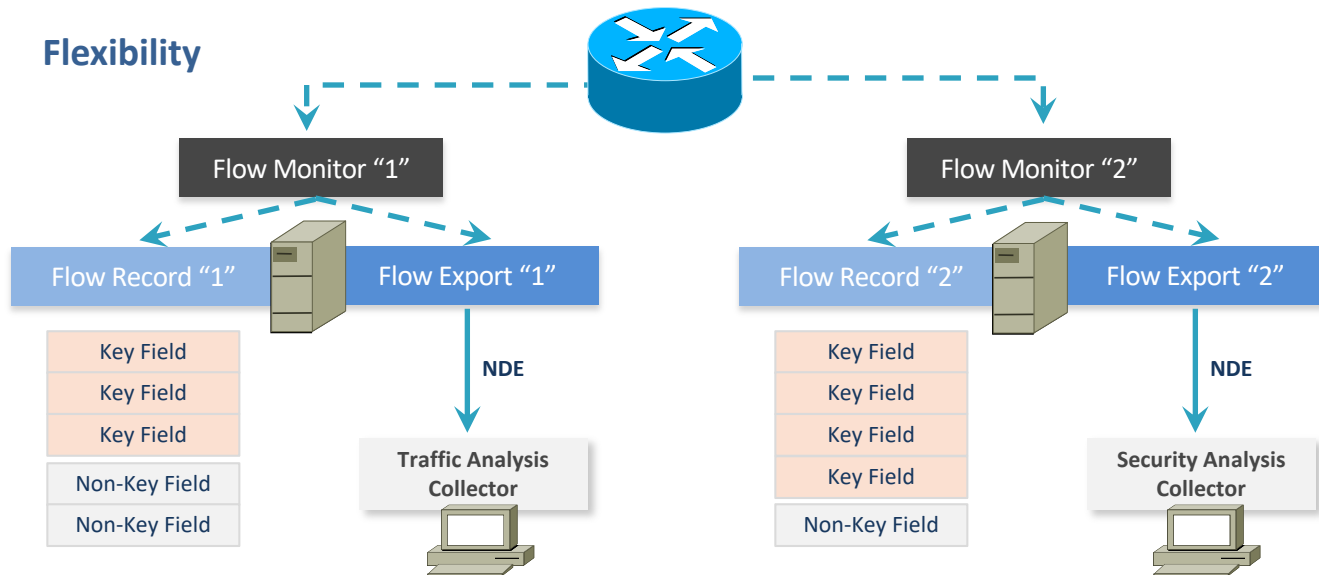 Flexibility
Flow Monitor “1”
Flow Record “1”
Flow Export “1”
Key Field
Key Field
Key Field
Non-Key Field
Non-Key Field
NDE
Traffic Analysis
Collector
Flow Monitor “2”
Flow Record “2”
Flow Export “2”
Key Field
Key Field
Key Field
Key Field
Non-Key Field
NDE
Security Analysis
Collector